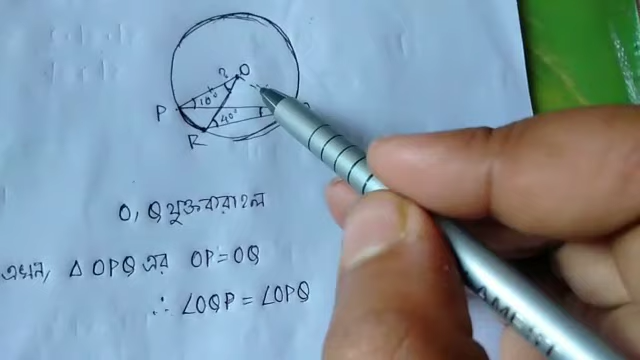 ? O
P 10°
40°
R
O, Q যুক্ত করা হল
এখন, △ OPQ এর OP=OQ
∴ ∠OQP = ∠OPQ